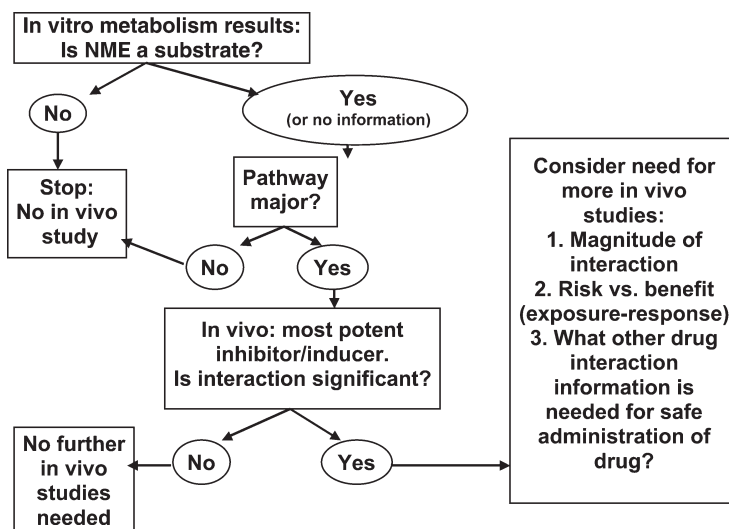 In vitro metabolism results:
Is NME a substrate?
No
Yes
(or no information)
Stop:
No in vivo
study
Pathway
major?
No
Yes
In vivo: most potent
inhibitor/inducer.
Is interaction significant?
No further
in vivo
studies
needed
No
Yes
Consider need for
more in vivo
studies:
1. Magnitude of
interaction
2. Risk vs. benefit
(exposure-response)
3. What other drug
interaction
information is
needed for safe
administration of
drug?